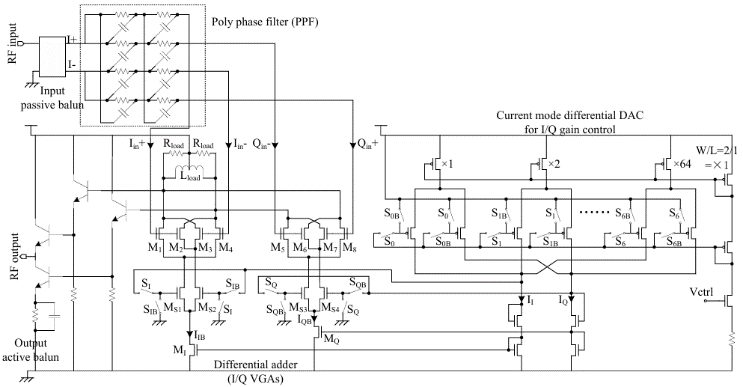 Poly phase filter (PPF)
RF input
I+
I-
Input
passive balun
Current mode differential DAC
for I/Q gain control
Iin+
Rload
Rload
Iin-
Qin-
Qin+
Lload
×1
×2
×64
W/L=2/1
=×1
S0B
S0
S1B
S1
S6B
S6
S0
S0B
S1
S1B
S6
S6B
M1
M2
M3
M4
M5
M6
M7
M8
RF output
SI
SIB
SQ
SQB
MS1
MS2
MS3
MS4
SIB
SI
SQB
SQ
II
IQ
Vctrl
IIB
IQB
MI
MQ
Output
active balun
Differential adder
(I/Q VGAs)